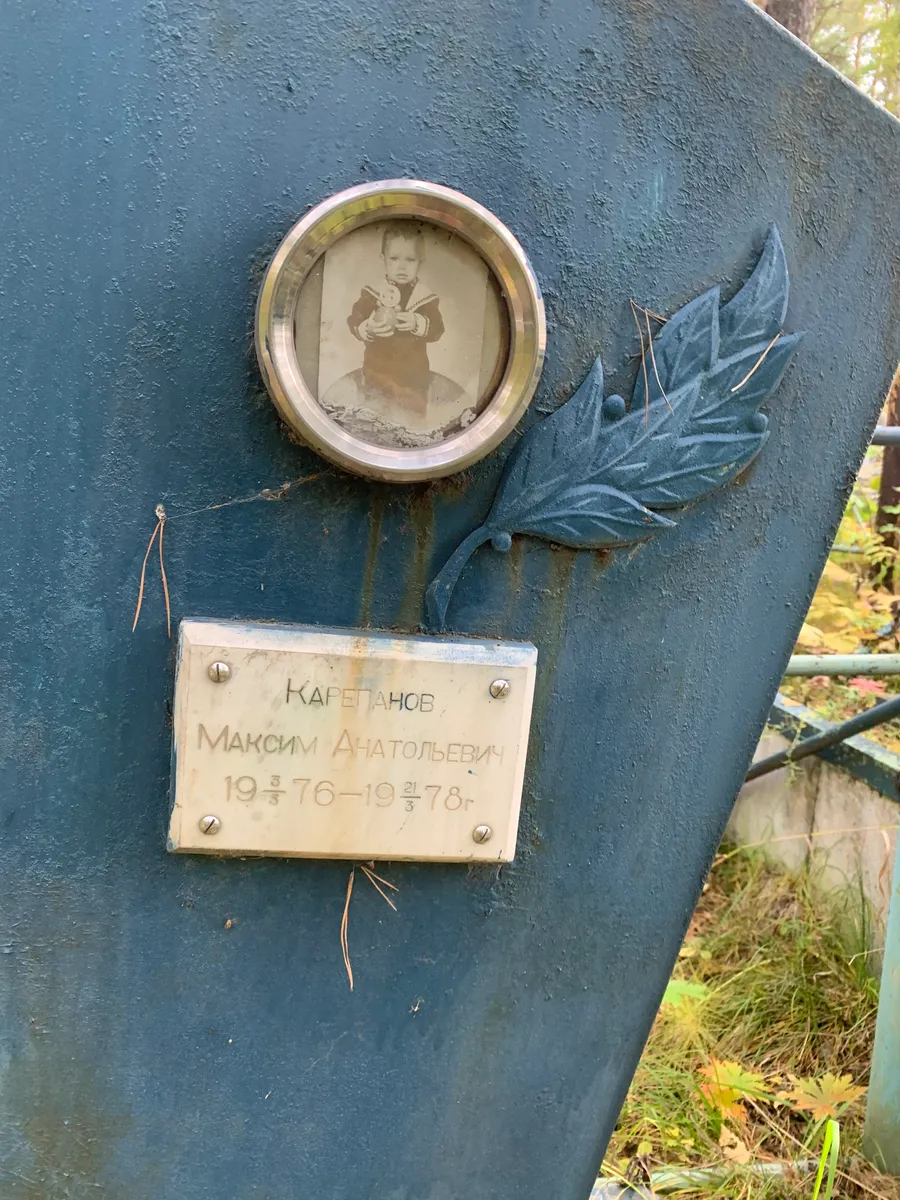 Карепанов
Максим Анатольевич
19 3/3 76 — 19 21/3 78г